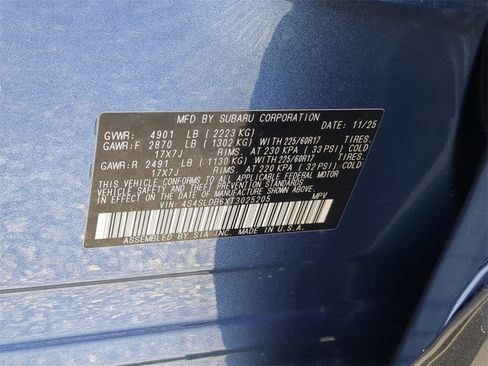 MFD BY SUBARU CORPORATION DATE: 11/25
GVWR: 4901 LB (2223 KG)
GAWR:F 2870 LB (1302 KG) WITH 225/60R17 TIRES.
17X7J RIMS. AT 230 KPA (33 PSI) COLD
GAWR:R 2491 LB (1130 KG) WITH 225/60R17 TIRES.
17X7J RIMS. AT 220 KPA (32 PSI) COLD
THIS VEHICLE CONFORMS TO ALL APPLICABLE FEDERAL
MOTOR VEHICLE SAFETY, BUMPER, AND THEFT
PREVENTION STANDARDS IN EFFECT ON THE DATE OF
MANUFACTURE SHOWN ABOVE.
VIN: 4S4SLDB6XT3025205 MPV
ASSEMBLED BY SIA INC. MADE IN U.S.A.